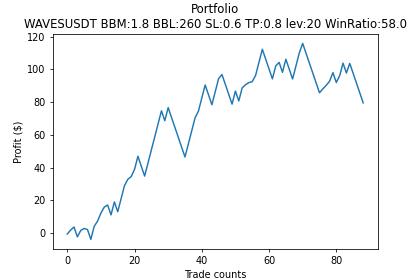 Portfolio
WAVESUSDT BBM:1.8 BBL:260 SL:0.6 TP:0.8 lev:20 WinRatio:58.0
120
100
80
60
40
20
0
Profit ($)
0 20 40 60 80
Trade counts